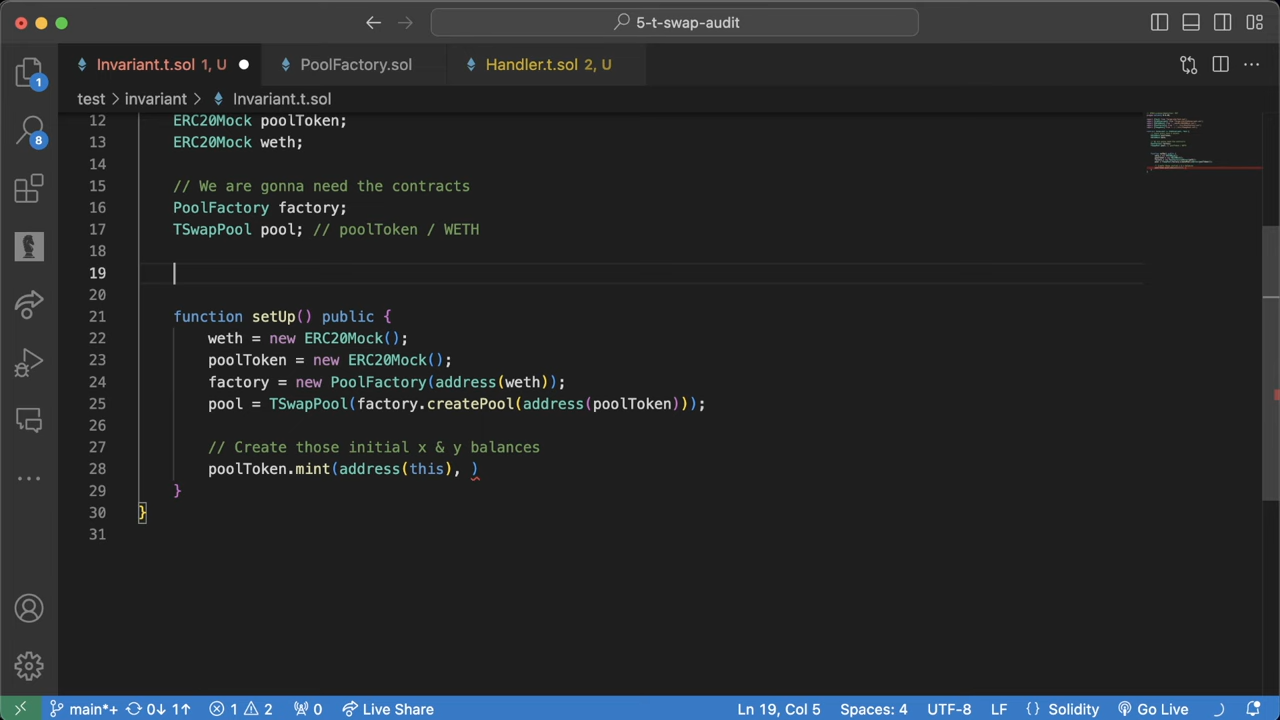 5-t-swap-audit
Invariant.t.sol 1, U
PoolFactory.sol
Handler.t.sol 2, U
1
8
test > invariant > Invariant.t.sol
12 ERC20Mock poolToken;
13 ERC20Mock weth;
14
15 // We are gonna need the contracts
16 PoolFactory factory;
17 TSwapPool pool; // poolToken / WETH
18
19
20
21 function setUp() public {
22 weth = new ERC20Mock();
23 poolToken = new ERC20Mock();
24 factory = new PoolFactory(address(weth));
25 pool = TSwapPool(factory.createPool(address(poolToken)));
26
27 // Create those initial x & y balances
28 poolToken.mint(address(this), )
29 }
30 }
31
main*+ 0↓ 1↑ 1 2 0 Live Share Ln 19, Col 5 Spaces: 4 UTF-8 LF {} Solidity Go Live